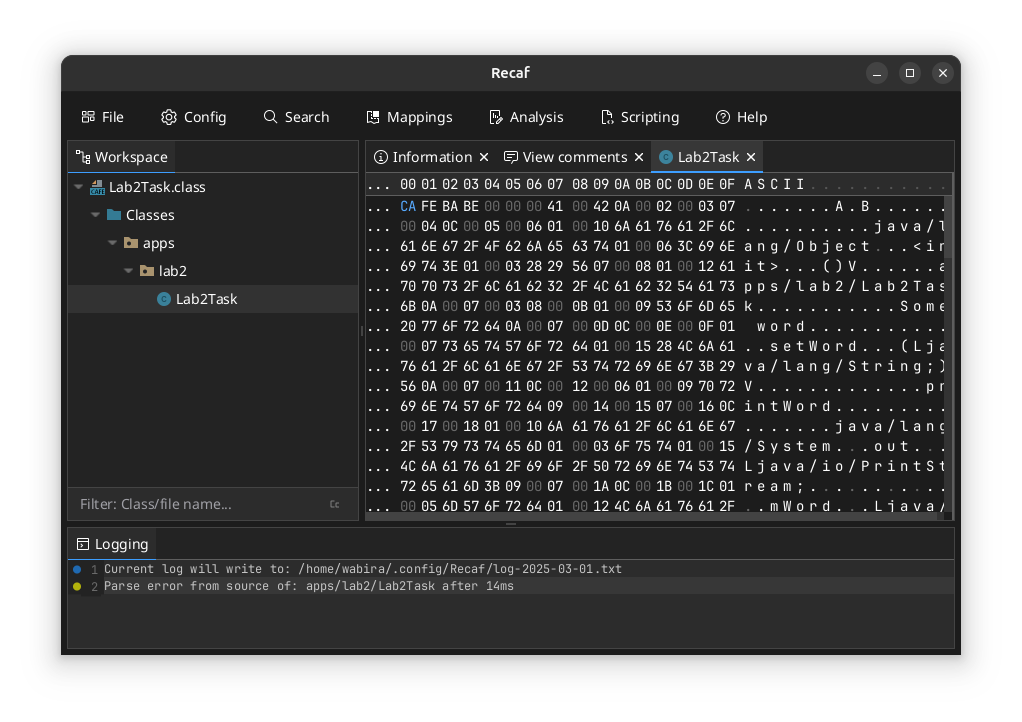 Recaf
File Config Search Mappings Analysis Scripting Help
Workspace
Lab2Task.class
Classes
apps
lab2
Lab2Task
Filter: Class/file name... Cc
Information × View comments × Lab2Task ×
... 00 01 02 03 04 05 06 07 08 09 0A 0B 0C 0D 0E 0F ASCII............
... CA FE BA BE 00 00 00 41 00 42 0A 00 02 00 03 07 .......A.B......
... 00 04 0C 00 05 00 06 01 00 10 6A 61 76 61 2F 6C ..........java/l
... 61 6E 67 2F 4F 62 6A 65 63 74 01 00 06 3C 69 6E ang/Object...<in
... 69 74 3E 01 00 03 28 29 56 07 00 08 01 00 12 61 it>...()V......a
... 70 70 73 2F 6C 61 62 32 2F 4C 61 62 32 54 61 73 pps/lab2/Lab2Tas
... 6B 0A 00 07 00 03 08 00 0B 01 00 09 53 6F 6D 65 k...........Some
... 20 77 6F 72 64 0A 00 07 00 0D 0C 00 0E 00 0F 01 word...........
... 00 07 73 65 74 57 6F 72 64 01 00 15 28 4C 6A 61 ..setWord...(Lja
... 76 61 2F 6C 61 6E 67 2F 53 74 72 69 6E 67 3B 29 va/lang/String;)
... 56 0A 00 07 00 11 0C 00 12 00 06 01 00 09 70 72 V.............pr
... 69 6E 74 57 6F 72 64 09 00 14 00 15 07 00 16 0C intWord.........
... 00 17 00 18 01 00 10 6A 61 76 61 2F 6C 61 6E 67 .......java/lang
... 2F 53 79 73 74 65 6D 01 00 03 6F 75 74 01 00 15 /System...out...
... 4C 6A 61 76 61 2F 69 6F 2F 50 72 69 6E 74 53 74 Ljava/io/PrintSt
... 72 65 61 6D 3B 09 00 07 00 1A 0C 00 1B 00 1C 01 ream;...........
... 00 05 6D 57 6F 72 64 01 00 12 4C 6A 61 76 61 2F ..mWord...Ljava/
Logging
1 Current log will write to: /home/wabira/.config/Recaf/log-2025-03-01.txt
2 Parse error from source of: apps/lab2/Lab2Task after 14ms